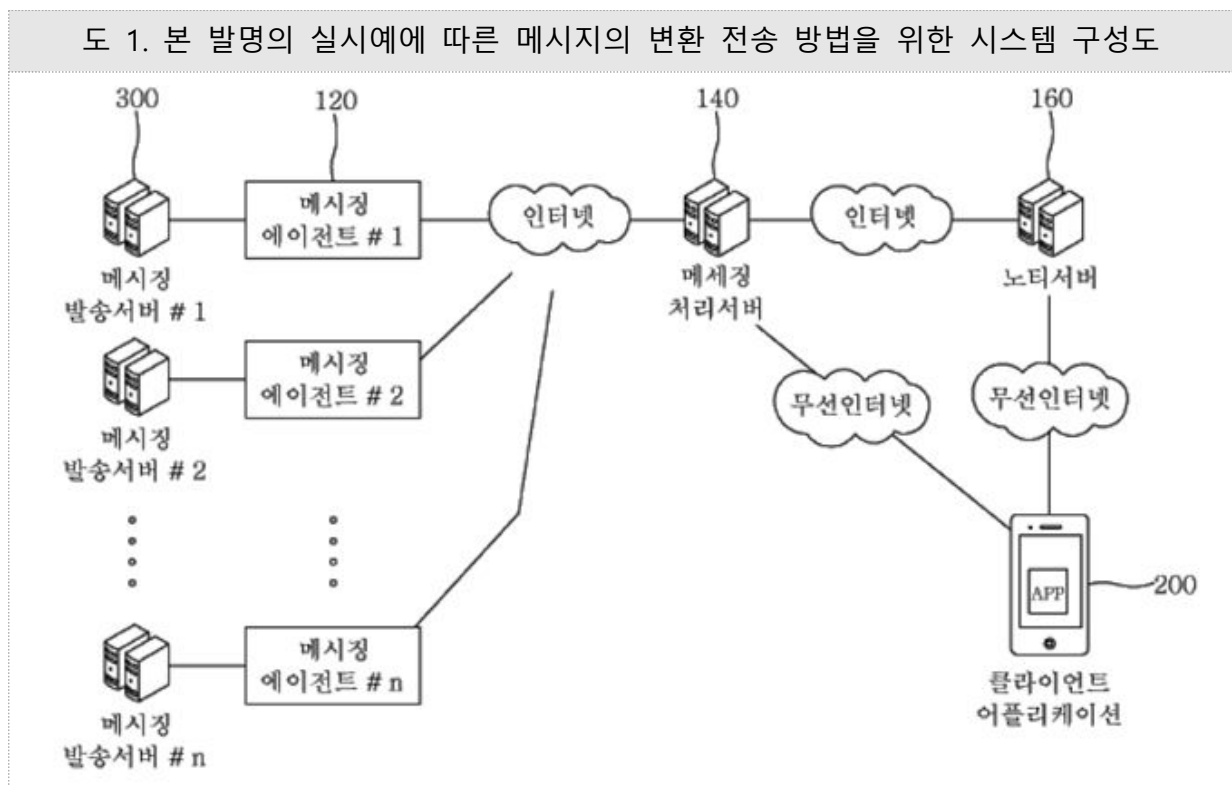 도 1. 본 발명의 실시예에 따른 메시지의 변환 전송 방법을 위한 시스템 구성도
300
120
140
160
메시징
에이전트 # 1
인터넷
인터넷
메시징
발송서버 # 1
메세징
처리서버
노티서버
메시징
에이전트 # 2
무선인터넷
무선인터넷
메시징
발송서버 # 2
APP
200
메시징
에이전트 # n
클라이언트
어플리케이션
메시징
발송서버 # n